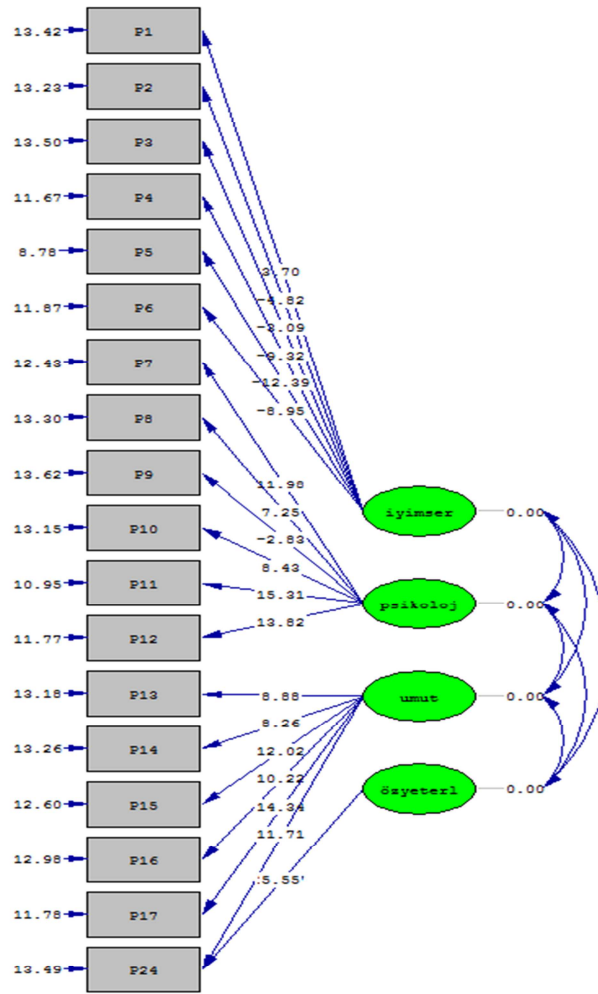 13.42 P1
13.23 P2
13.50 P3
11.67 P4
8.78 P5
3.70
-4.82
11.87 P6
-3.09
-9.32
12.43 P7
-12.39
-8.95
13.30 P8
13.62 P9
11.98
7.25
iyimser 0.00
13.15 P10
-2.83
8.43
10.95 P11
15.31
psikoloj 0.00
13.82
11.77 P12
13.18 P13
8.88
umut 0.00
8.26
13.26 P14
12.02
10.22
özyeterl 0.00
12.60 P15
14.34
11.71
12.98 P16
11.78 P17
13.49 P24